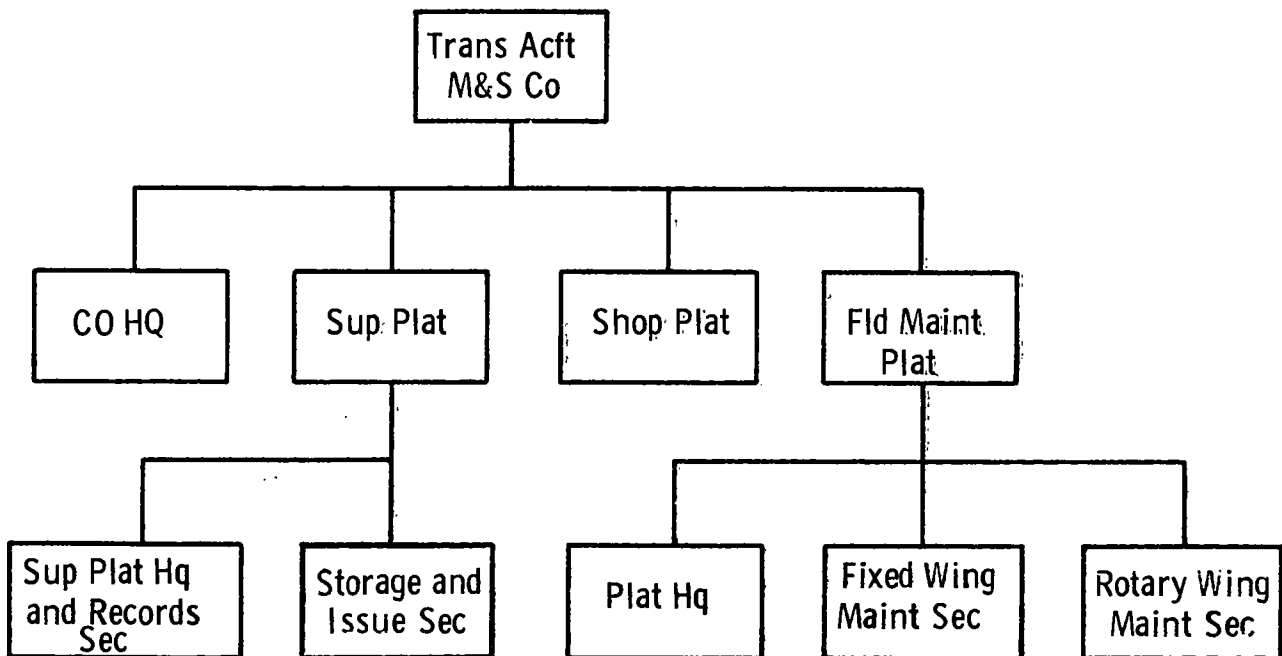 Trans Acft
M&S Co
CO HQ
Sup Plat
Shop Plat
Fld Maint
Plat
Sup Plat Hq
and Records
Sec
Storage and
Issue Sec
Plat Hq
Fixed Wing
Maint Sec
Rotary Wing
Maint Sec